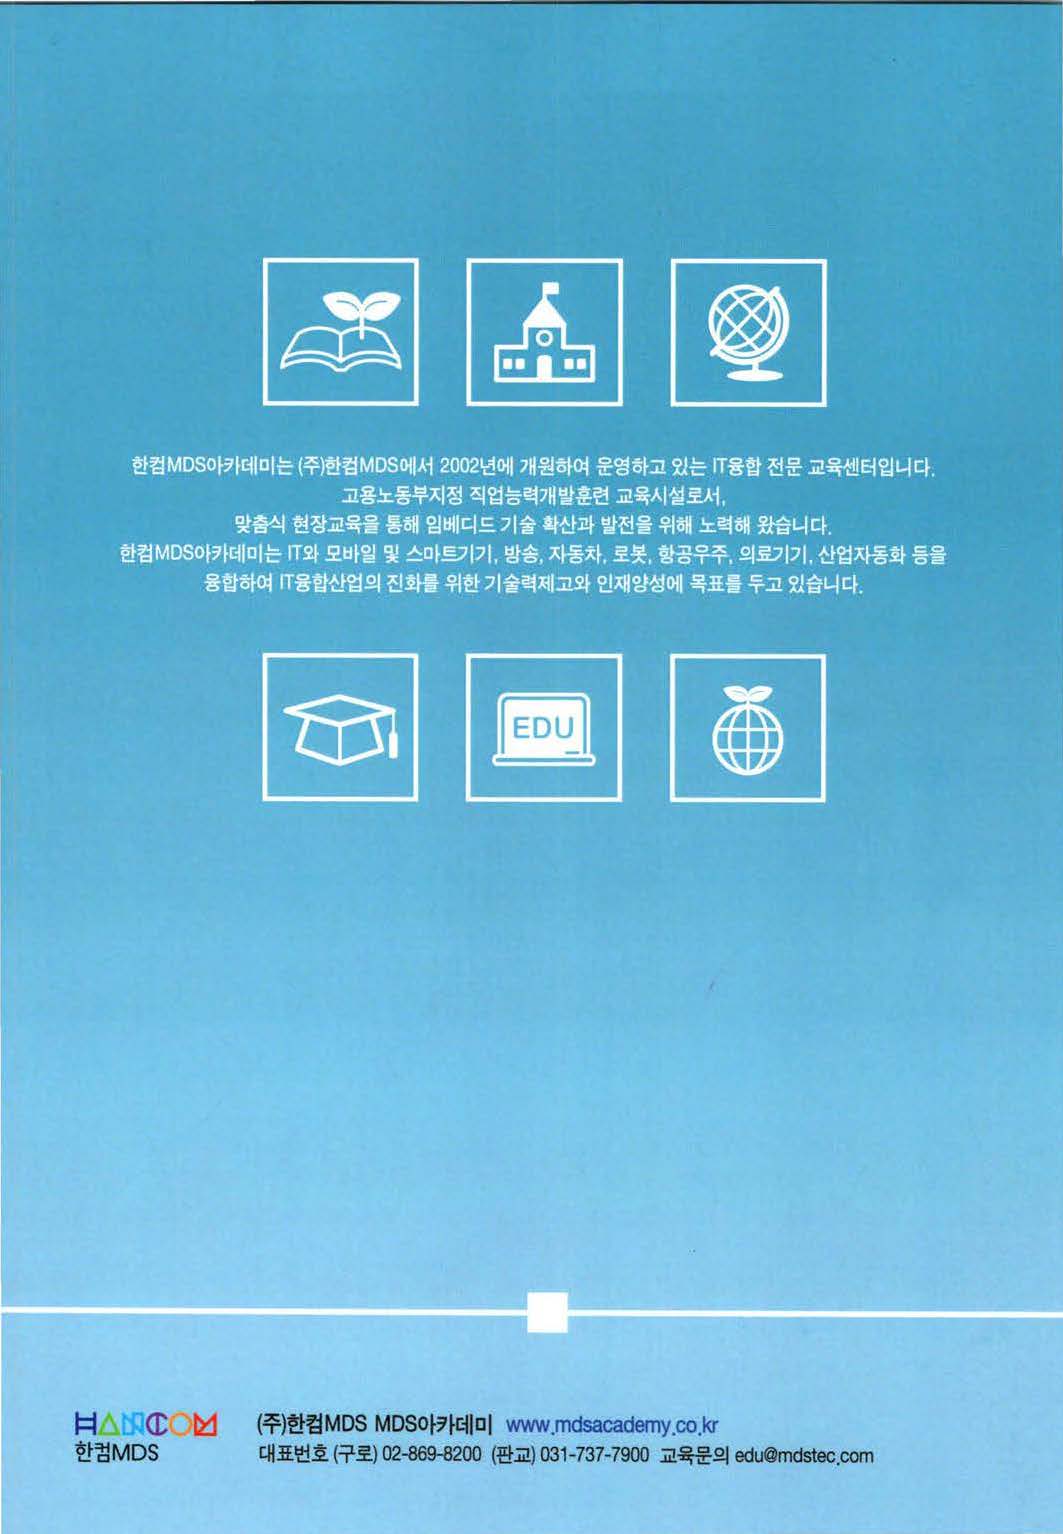 한컴MDS아카데미는 (주)한컴MDS에서 2002년에 개원하여 운영하고 있는 IT융합 전문 교육센터입니다.
고용노동부지정 직업능력개발훈련 교육시설로서,
맞춤식 현장교육을 통해 임베디드 기술 확산과 발전을 위해 노력해 왔습니다.
한컴MDS아카데미는 IT와 모바일 및 스마트기기, 방송, 자동차, 로봇, 항공우주, 의료기기, 산업자동화 등을
융합하여 IT융합산업의 진화를 위한 기술력제고와 인재양성에 목표를 두고 있습니다.
EDU
HANCOM
한컴MDS
(주)한컴MDS MDS아카데미 www.mdsacademy.co.kr
대표번호 (구로) 02-869-8200 (판교) 031-737-7900 교육문의 edu@mdstec.com